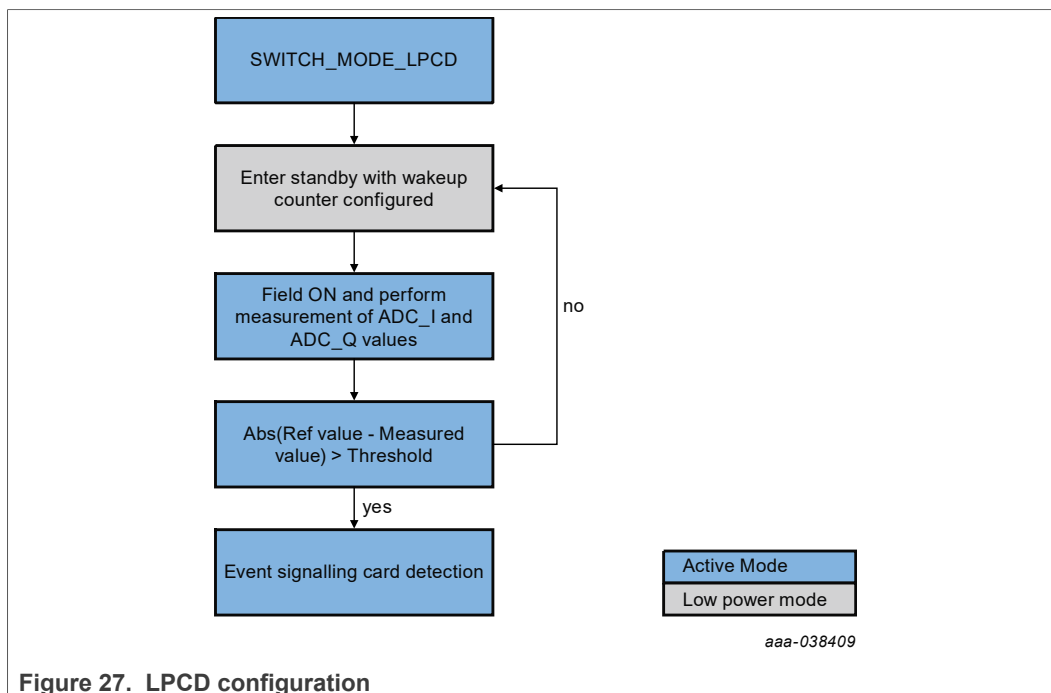 SWITCH_MODE_LPCD
Enter standby with wakeup
counter configured
Field ON and perform
measurement of ADC_I and
ADC_Q values
no
Abs(Ref value - Measured
value) > Threshold
yes
Event signalling card detection
Active Mode
Low power mode
aaa-038409
Figure 27. LPCD configuration